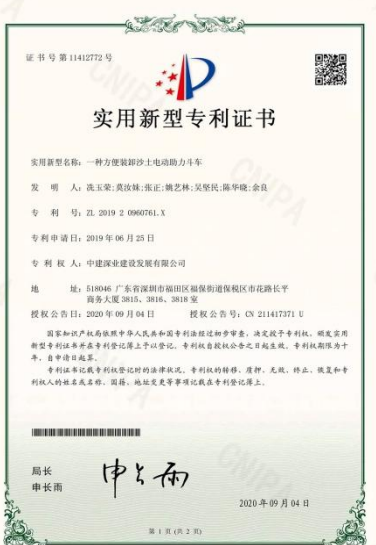 证书号第11412772号
实用新型专利证书
实用新型名称：一种方便装卸沙土电动助力斗车
发 明 人：冼玉荣;莫汝妹;张正;姚艺林;吴坚民;陈华晓;余良
专 利 号：ZL 2019 2 0960761.X
专利申请日：2019年06月25日
专 利 权 人：中建深业建设发展有限公司
地 址：518046 广东省深圳市福田区福保街道保税区市花路长平
商务大厦3815、3816、3818室
授权公告日：2020年09月04日 授权公告号：CN 211417371 U
国家知识产权局依照中华人民共和国专利法经过初步审查，决定授予专利权，颁发实用
新型专利证书并在专利登记簿上予以登记。专利权自授权公告之日起生效。专利权期限为十
年，自申请日起算。
专利证书记载专利权登记时的法律状况。专利权的转移、质押、无效、终止、恢复和专
利权人的姓名或名称、国籍、地址变更等事项记载在专利登记簿上。
局长
申长雨
申长雨
2020年09月04日
第 1 页 (共 2 页)
CNIPA
CNIPA
CNIPA